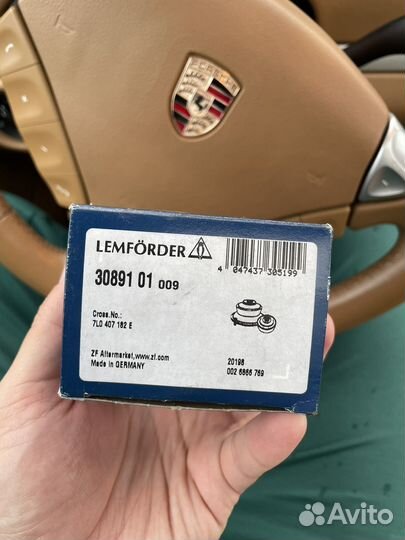 PORSCHE
LEMFÖRDER
30891 01 009
4 047437 305199
Cross.No.:
7L0 407 182 E
ZF Aftermarket,www.zf.com
Made in GERMANY
20198
002 6866 769
Avito